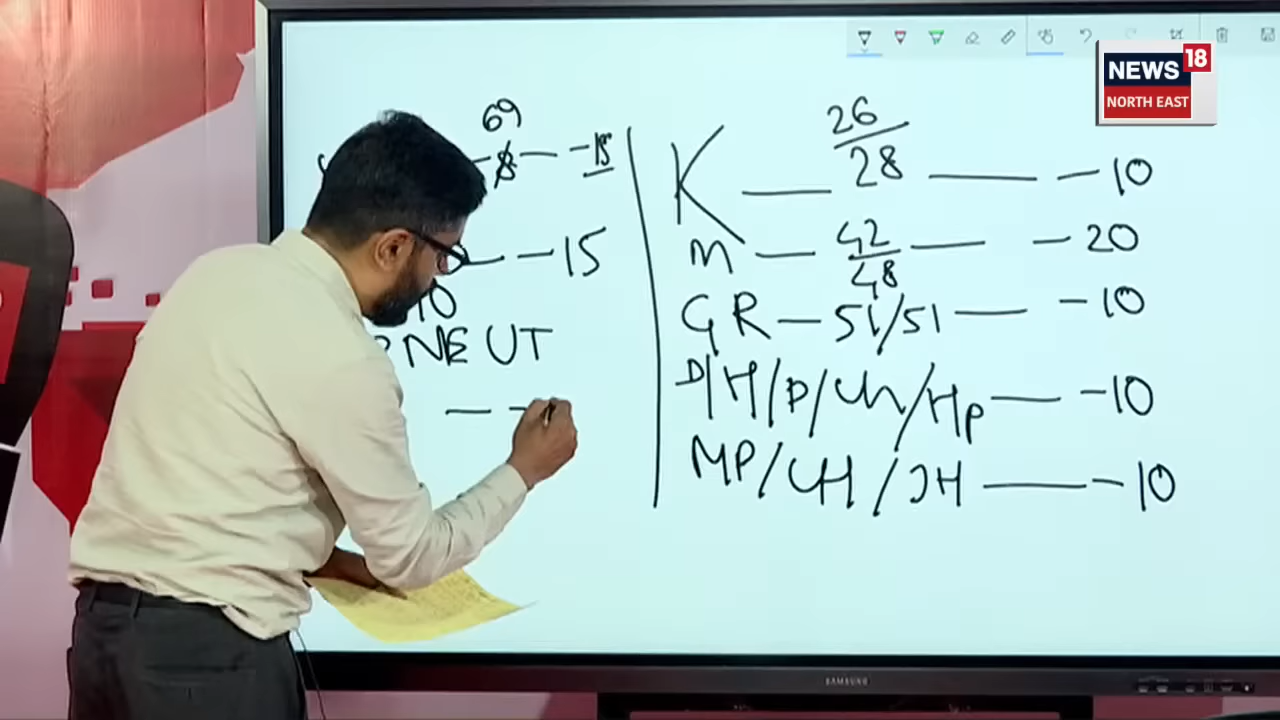 NEWS 18
NORTH EAST
69
8 — -15
— -15
10
NE UT
— -
K — 26/28 — -10
M — 42/48 — -20
GR — 51/51 — -10
D/H/P/Uh/HP — -10
MP/CH/JH — -10
SAMSUNG